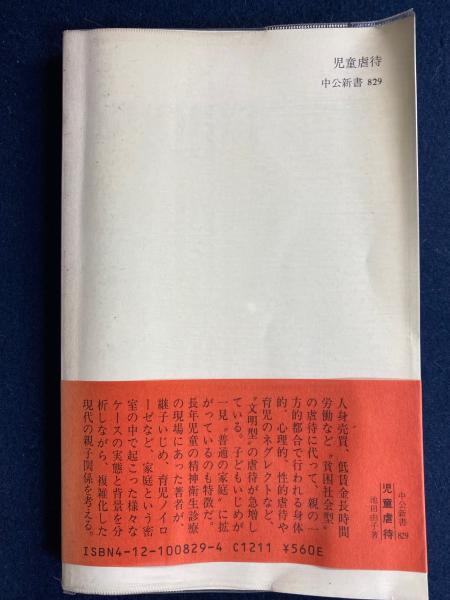 児童虐待
中公新書 829
人身売買、低賃金長時間
労働など〝貧困社会型〟
の虐待に代って、親の一
方的都合で行われる身体
的、心理的、性的虐待や
育児のネグレクトなど、
〝文明型〟の虐待が急増し
ている。子どもいじめが
一見〝普通の家庭〟に拡
がっているのも特徴だ。
長年児童の精神衛生診療
の現場にあった著者が、
継子いじめ、育児ノイロ
ーゼなど、家庭という密
室の中で起こった様々な
ケースの実態と背景を分
析しながら、複雑化した
現代の親子関係を考える。
中公新書 829
児童虐待
池田由子著
ISBN4-12-100829-4 C1211 ¥560E